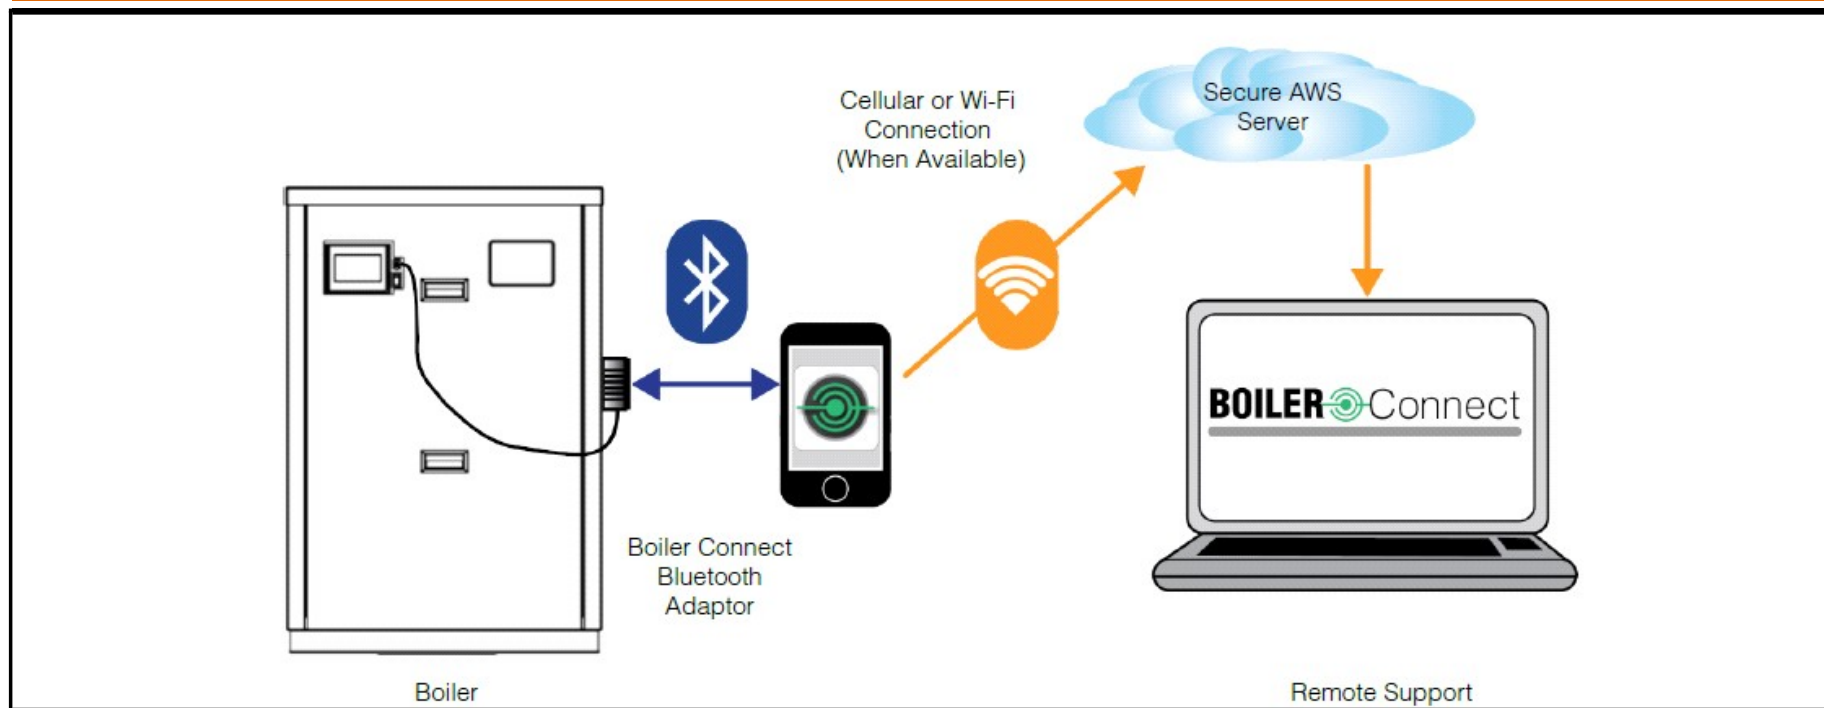 Cellular or Wi-Fi
Connection
(When Available)
Secure AWS
Server
BOILER Connect
Boiler Connect
Bluetooth
Adaptor
Boiler
Remote Support